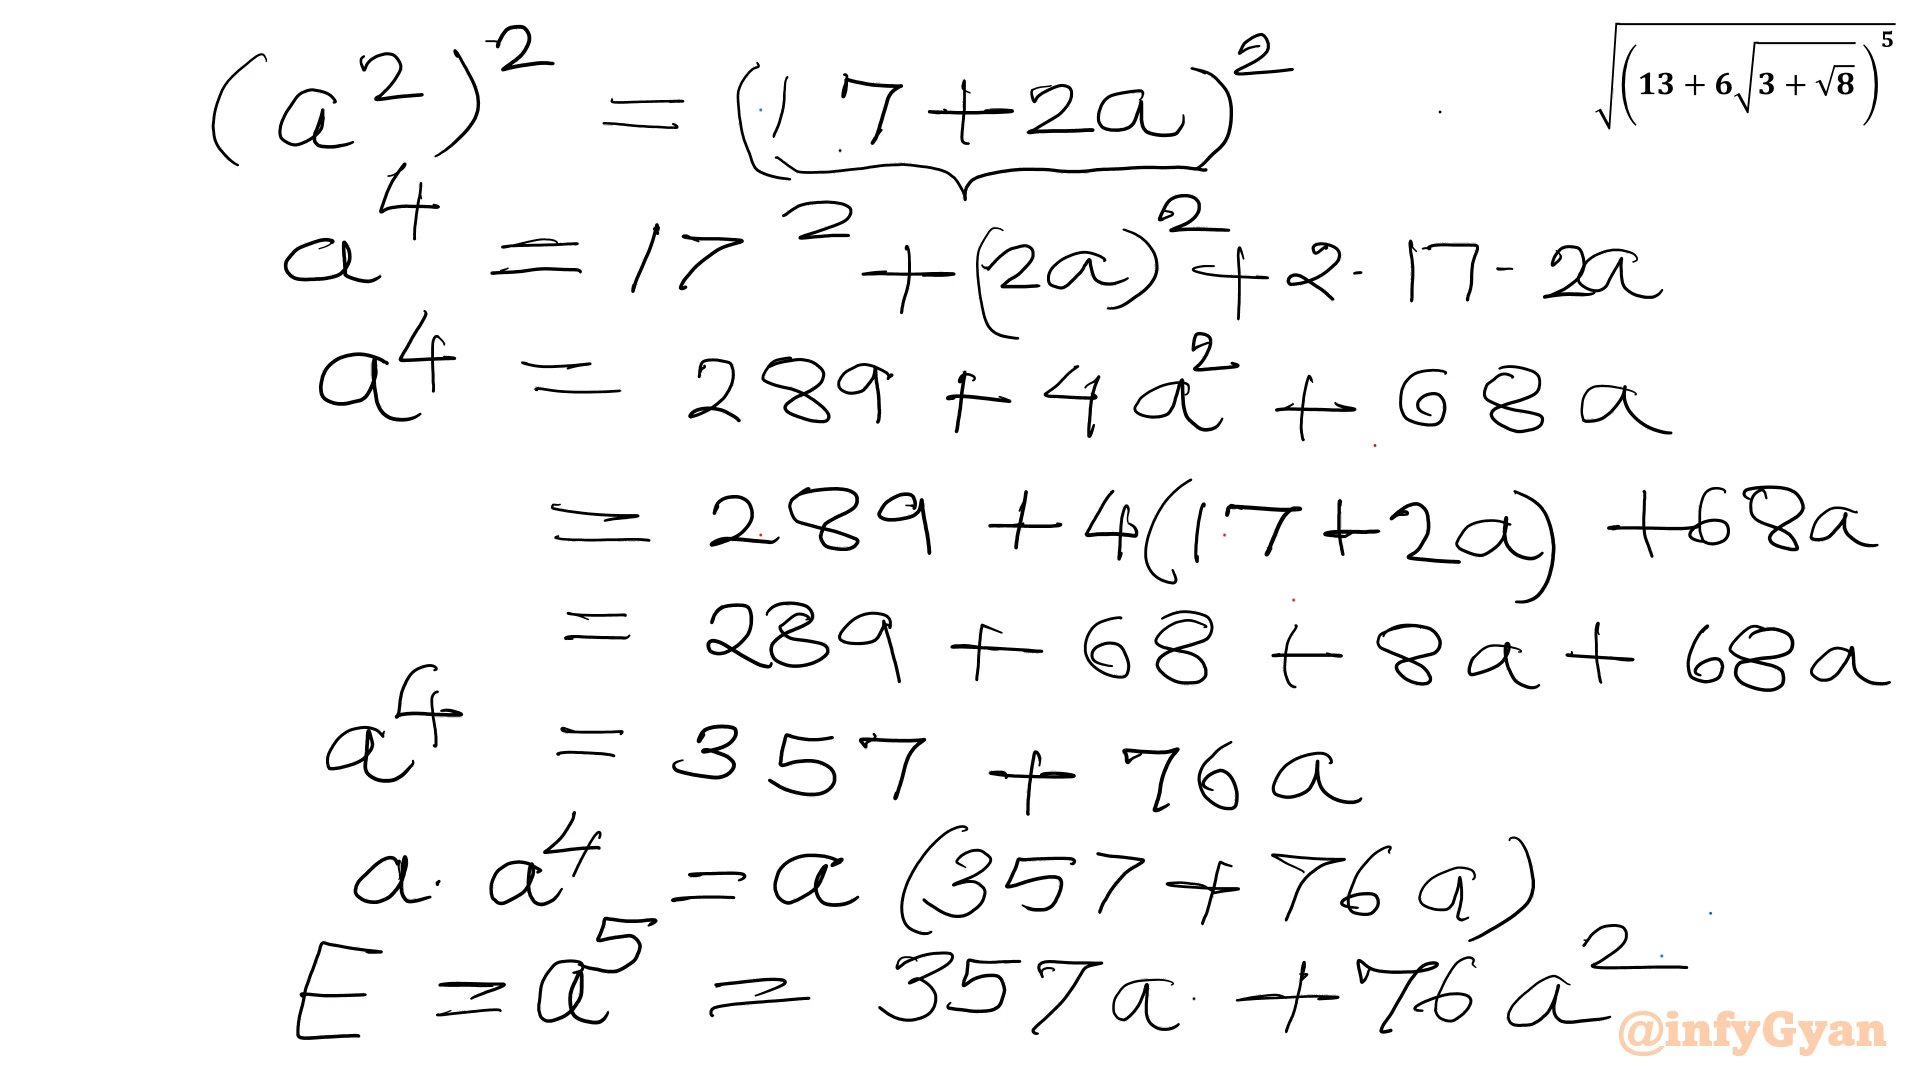 (a²)² = (17+2a)²
√((13 + 6√(3 + √8))⁵)
a⁴ = 17² + (2a)² + 2·17·2a
a⁴ = 289 + 4a² + 68a
= 289 + 4(17+2a) + 68a
= 289 + 68 + 8a + 68a
a⁴ = 357 + 76a
a·a⁴ = a(357+76a)
E = a⁵ = 357a + 76a²
@infyGyan